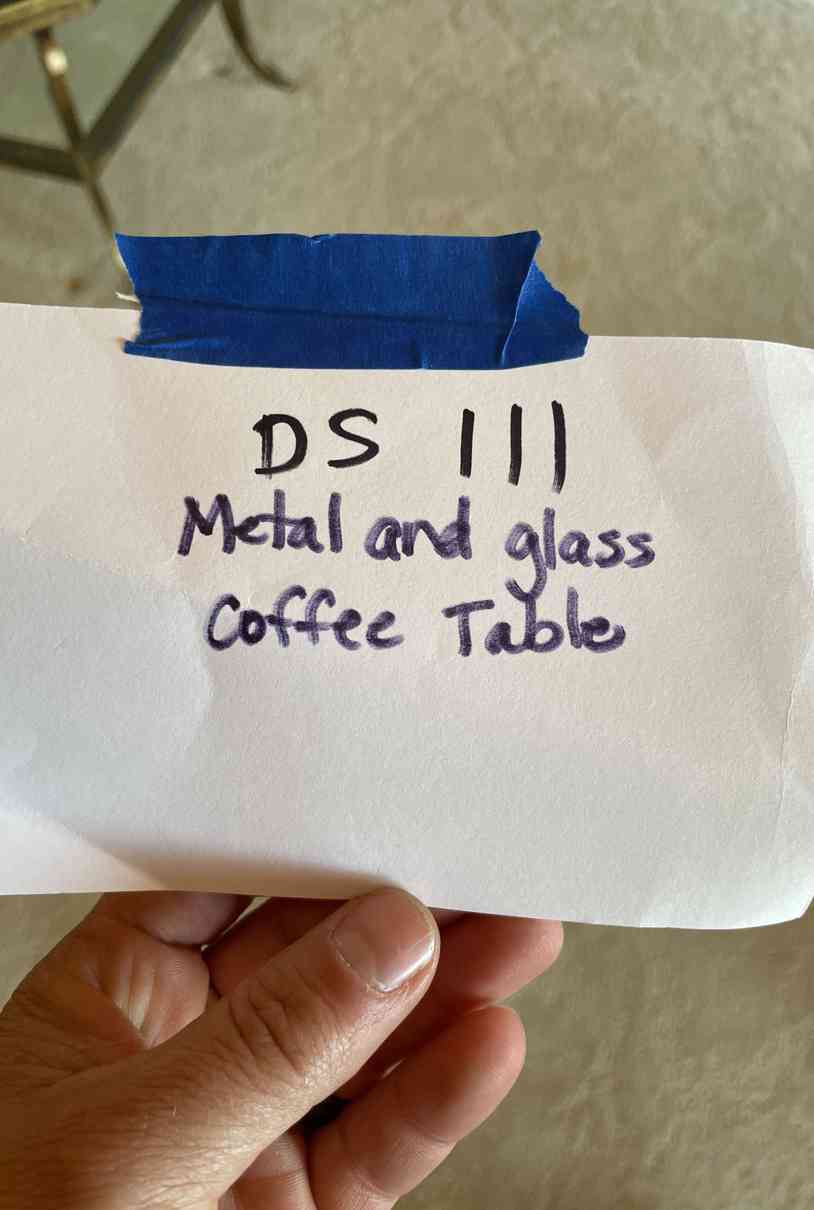 DS 111
Metal and glass
Coffee Table